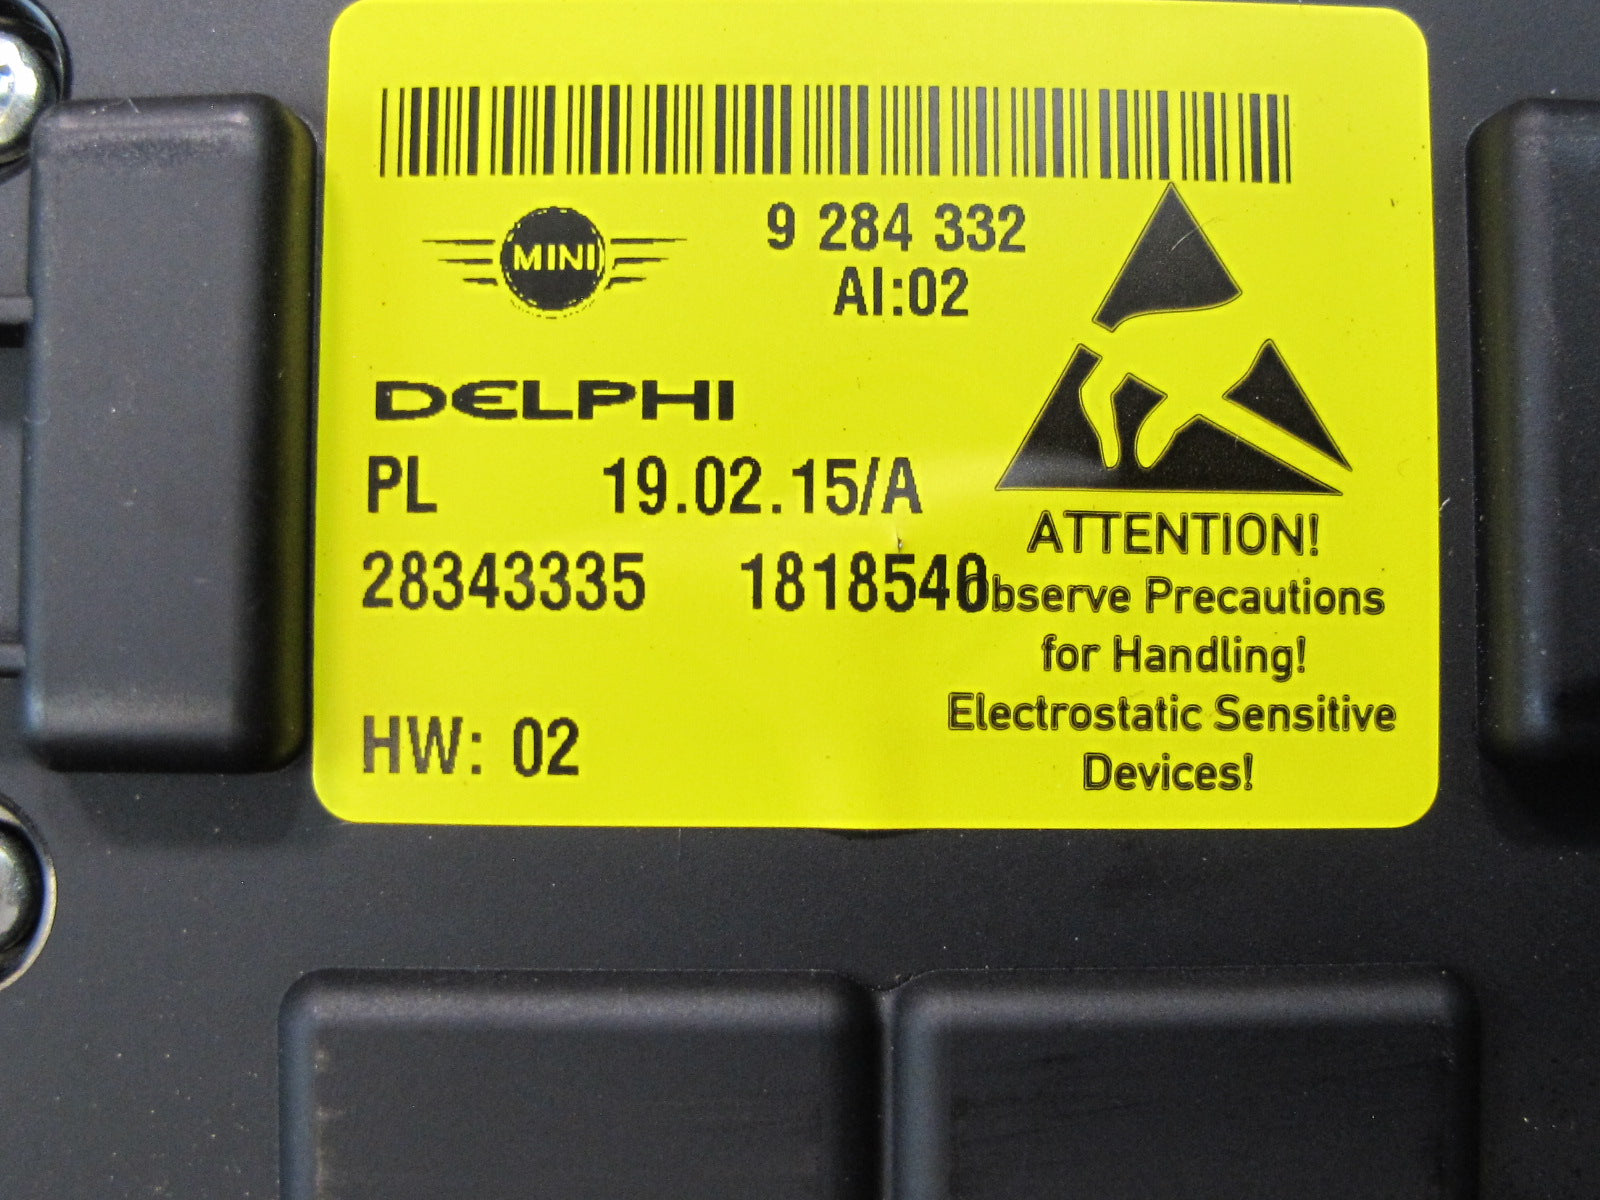 9 284 332
AI:02
MINI
DELPHI
PL 19.02.15/A
28343335 1818540
HW: 02
ATTENTION!
Observe Precautions
for Handling!
Electrostatic Sensitive
Devices!